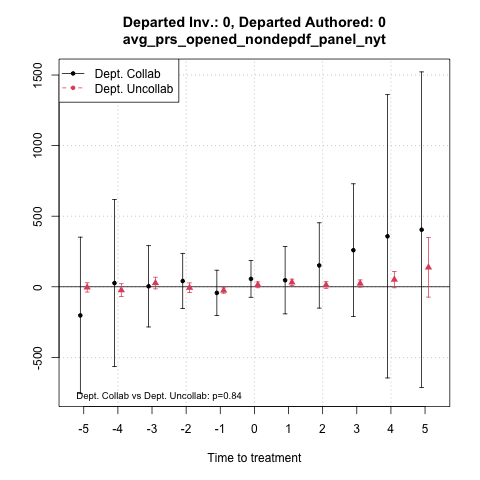 Departed Inv.: 0, Departed Authored: 0
avg_prs_opened_nondepdf_panel_nyt
Dept. Collab
Dept. Uncollab
1500
1000
500
0
-500
Dept. Collab vs Dept. Uncollab: p=0.84
-5 -4 -3 -2 -1 0 1 2 3 4 5
Time to treatment